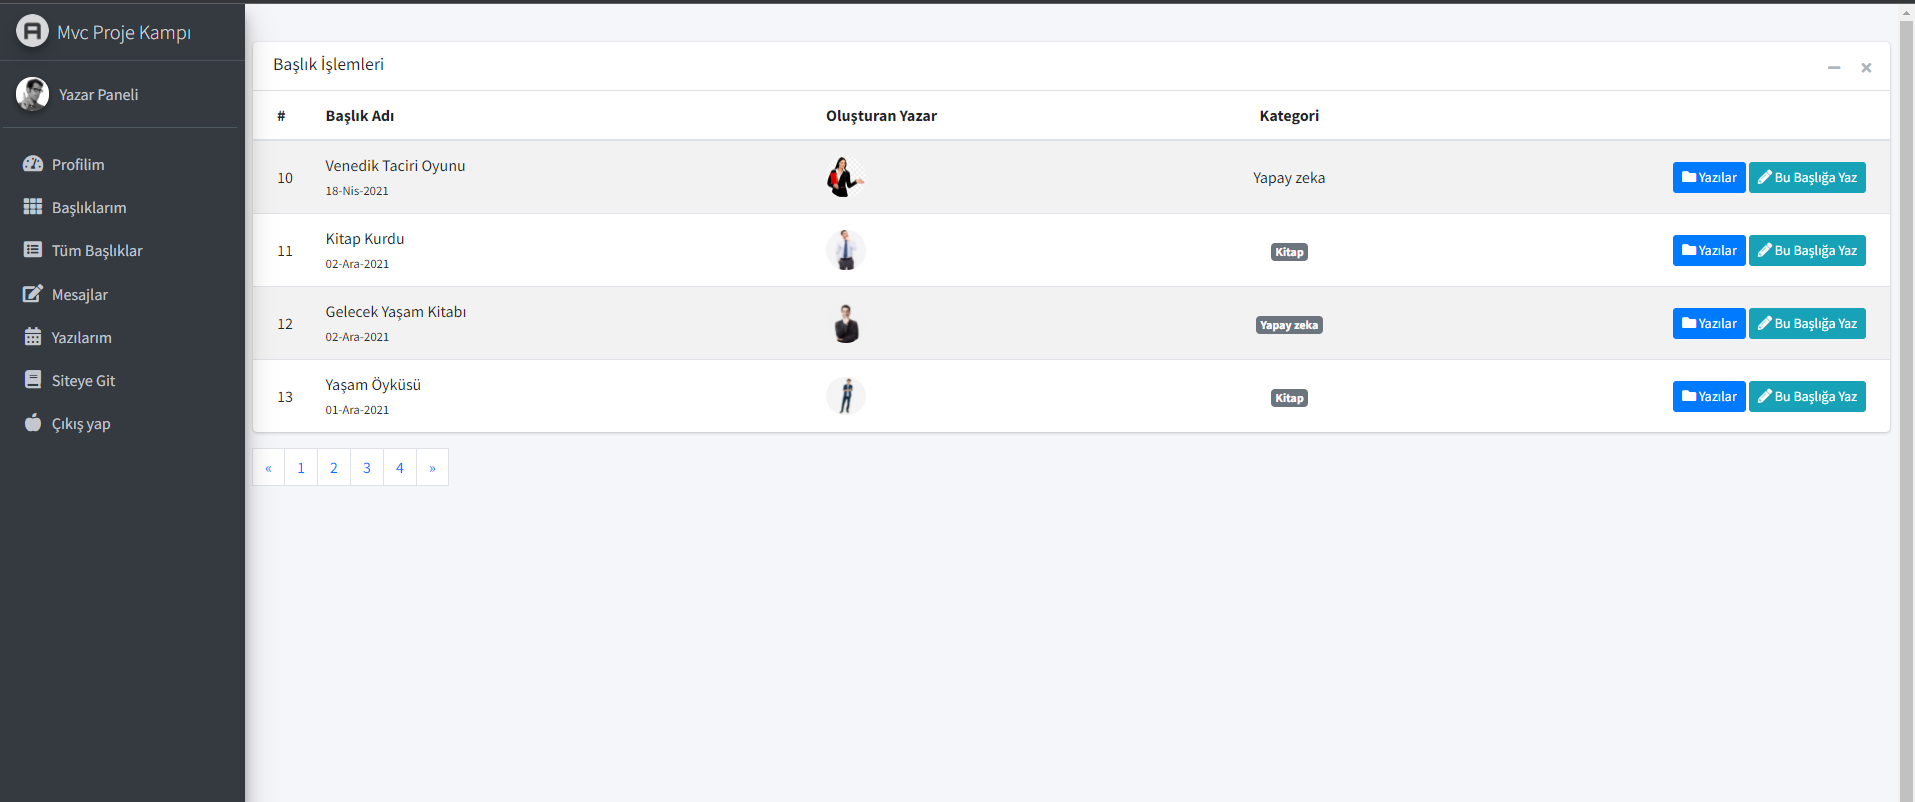 Mvc Proje Kampı
Yazar Paneli
Profilim
Başlıklarım
Tüm Başlıklar
Mesajlar
Yazılarım
Siteye Git
Çıkış yap
Başlık İşlemleri
# Başlık Adı Oluşturan Yazar Kategori
10 Venedik Taciri Oyunu Yapay zeka Yazılar Bu Başlığa Yaz
18-Nis-2021
11 Kitap Kurdu Kitap Yazılar Bu Başlığa Yaz
02-Ara-2021
12 Gelecek Yaşam Kitabı Yapay zeka Yazılar Bu Başlığa Yaz
02-Ara-2021
13 Yaşam Öyküsü Kitap Yazılar Bu Başlığa Yaz
01-Ara-2021
« 1 2 3 4 »